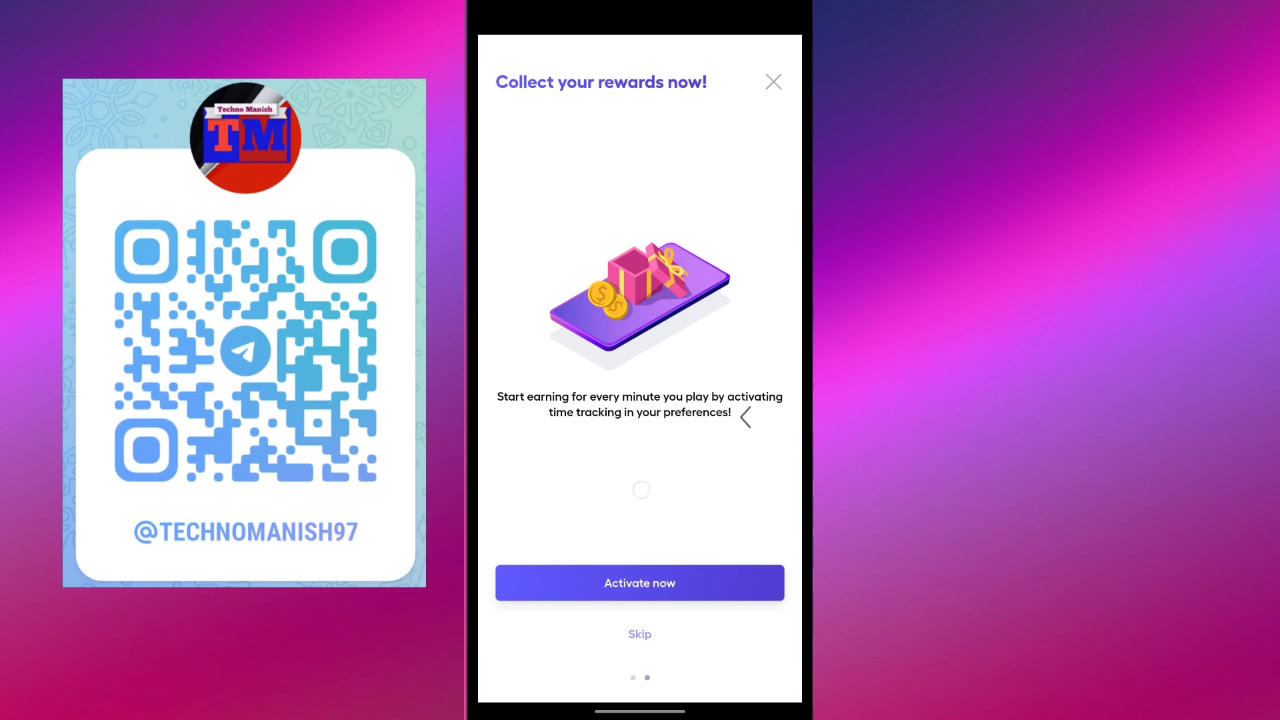 Techno Manish
TM
@TECHNOMANISH97
Collect your rewards now!
Start earning for every minute you play by activating
time tracking in your preferences!
Activate now
Skip